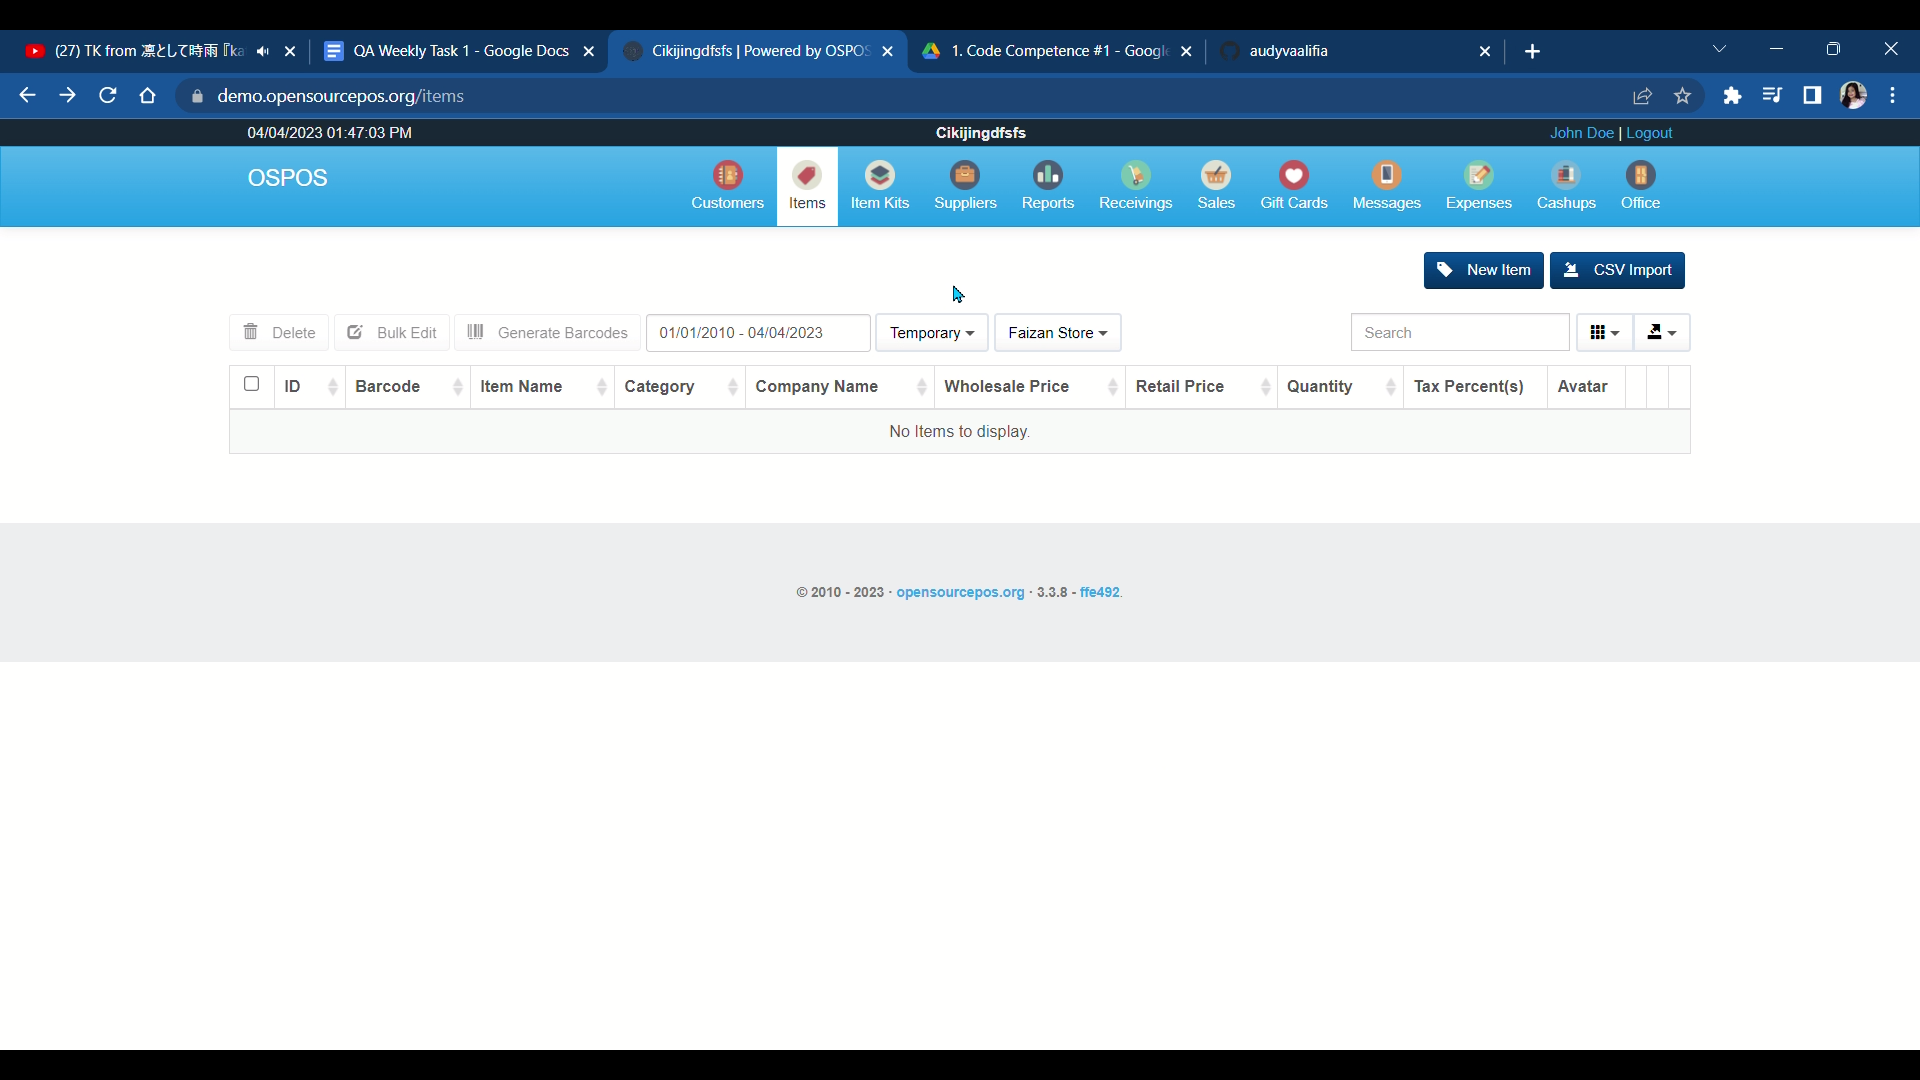 (27) TK from 凛として時雨『ka
QA Weekly Task 1 - Google Docs
Cikijingdfsfs | Powered by OSPOS
1. Code Competence #1 - Google
audyvaalifia
demo.opensourcepos.org/items
04/04/2023 01:47:03 PM
Cikijingdfsfs
John Doe | Logout
OSPOS
Customers
Items
Item Kits
Suppliers
Reports
Receivings
Sales
Gift Cards
Messages
Expenses
Cashups
Office
New Item
CSV Import
Delete
Bulk Edit
Generate Barcodes
01/01/2010 - 04/04/2023
Temporary
Faizan Store
Search
ID
Barcode
Item Name
Category
Company Name
Wholesale Price
Retail Price
Quantity
Tax Percent(s)
Avatar
No Items to display.
© 2010 - 2023 · opensourcepos.org · 3.3.8 - ffe492.